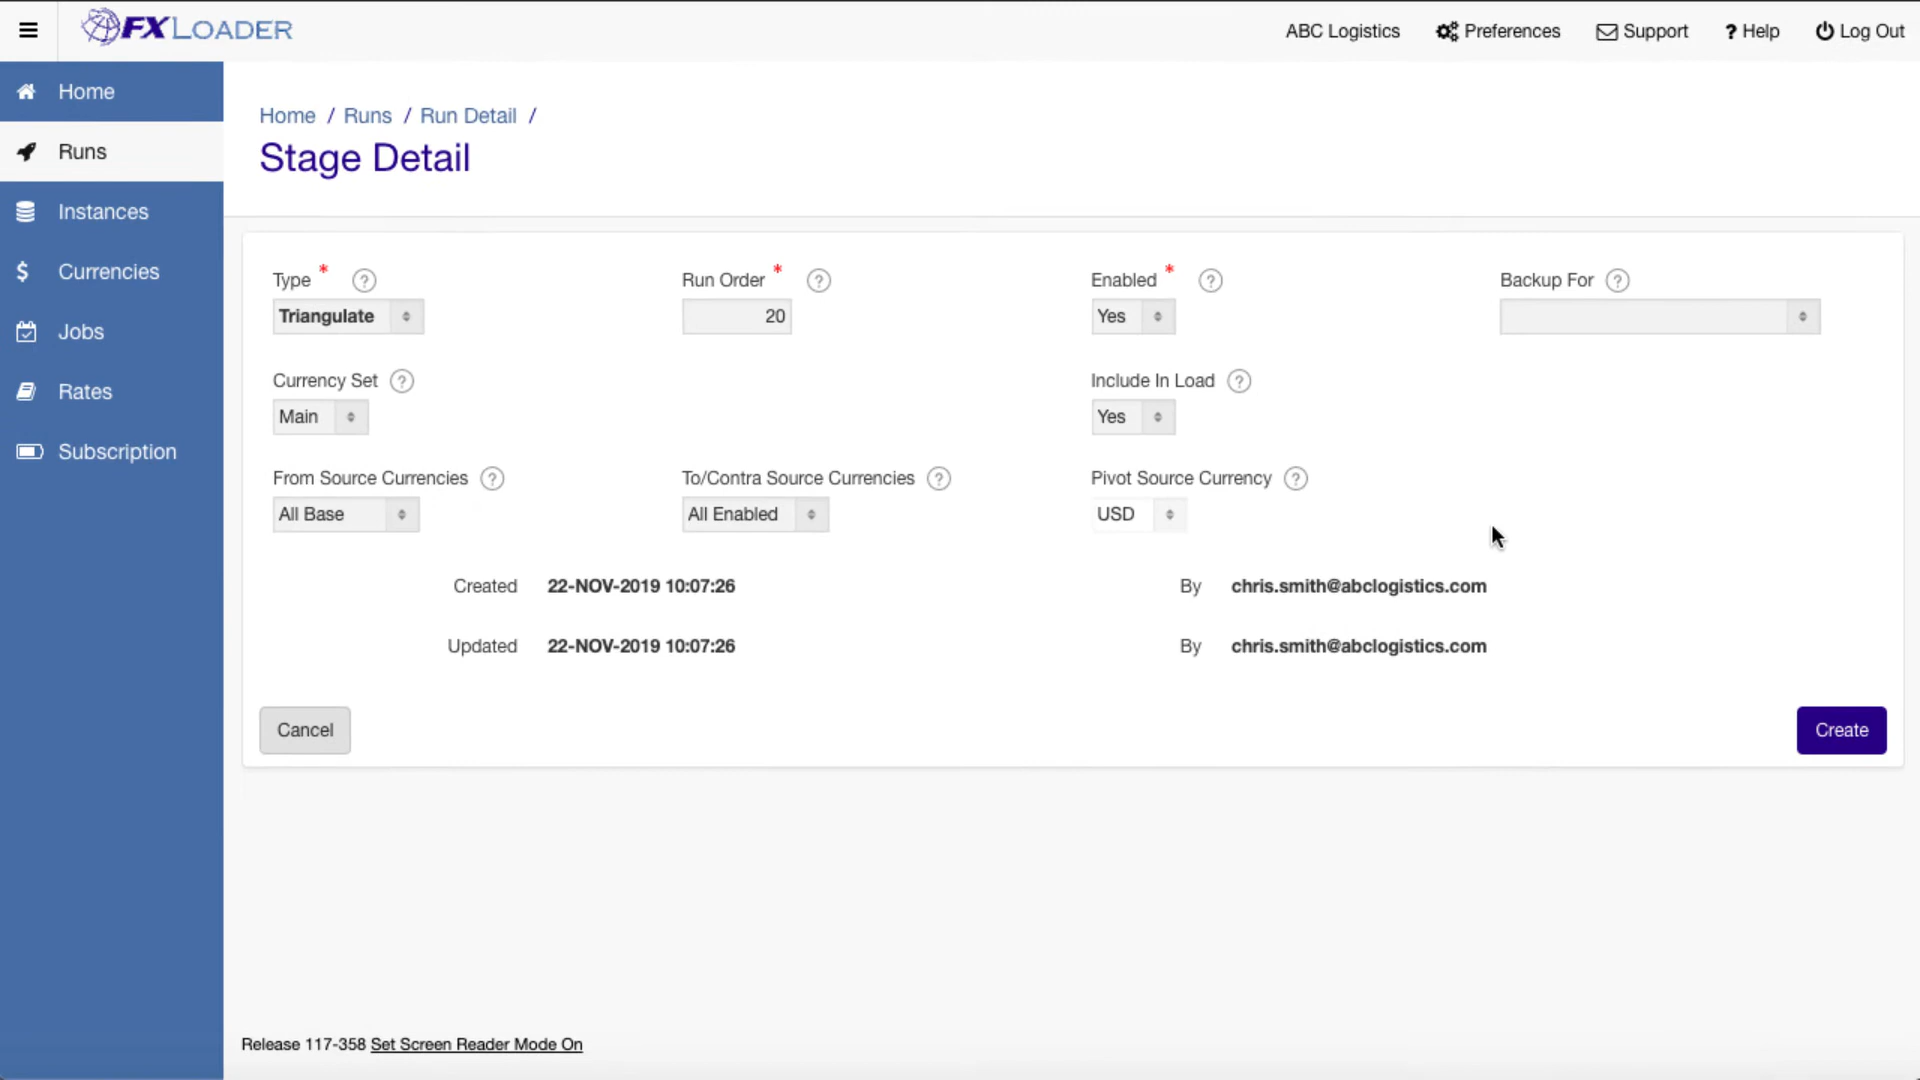 FXLOADER
ABC Logistics Preferences Support ? Help Log Out
Home
Runs
Instances
Currencies
Jobs
Rates
Subscription
Home / Runs / Run Detail /
Stage Detail
Type * ? Run Order * ? Enabled * ? Backup For ?
Triangulate 20 Yes
Currency Set ? Include In Load ?
Main Yes
From Source Currencies ? To/Contra Source Currencies ? Pivot Source Currency ?
All Base All Enabled USD
Created 22-NOV-2019 10:07:26 By chris.smith@abclogistics.com
Updated 22-NOV-2019 10:07:26 By chris.smith@abclogistics.com
Cancel Create
Release 117-358 Set Screen Reader Mode On